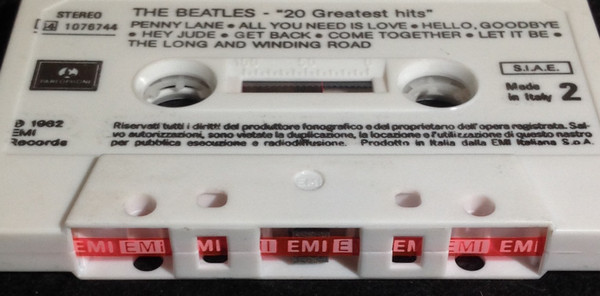 STEREO
1076744
THE BEATLES - "20 Greatest hits"
PENNY LANE • ALL YOU NEED IS LOVE • HELLO, GOODBYE
• HEY JUDE • GET BACK • COME TOGETHER • LET IT BE •
THE LONG AND WINDING ROAD
PARLOPHONE
S.I.A.E.
Made
in Italy 2
℗ 1982
EMI
Records
Riservati tutti i diritti del produttore fonografico e del proprietario dell'opera registrata. Sal-
vo autorizzazioni, sono vietate la duplicazione, la locazione e l'utilizzazione di questo nastro
per pubblica esecuzione e radiodiffusione. Prodotto in Italia dalla EMI Italiana S.p.A.
EMI EMI MI EMI E EMI EMI